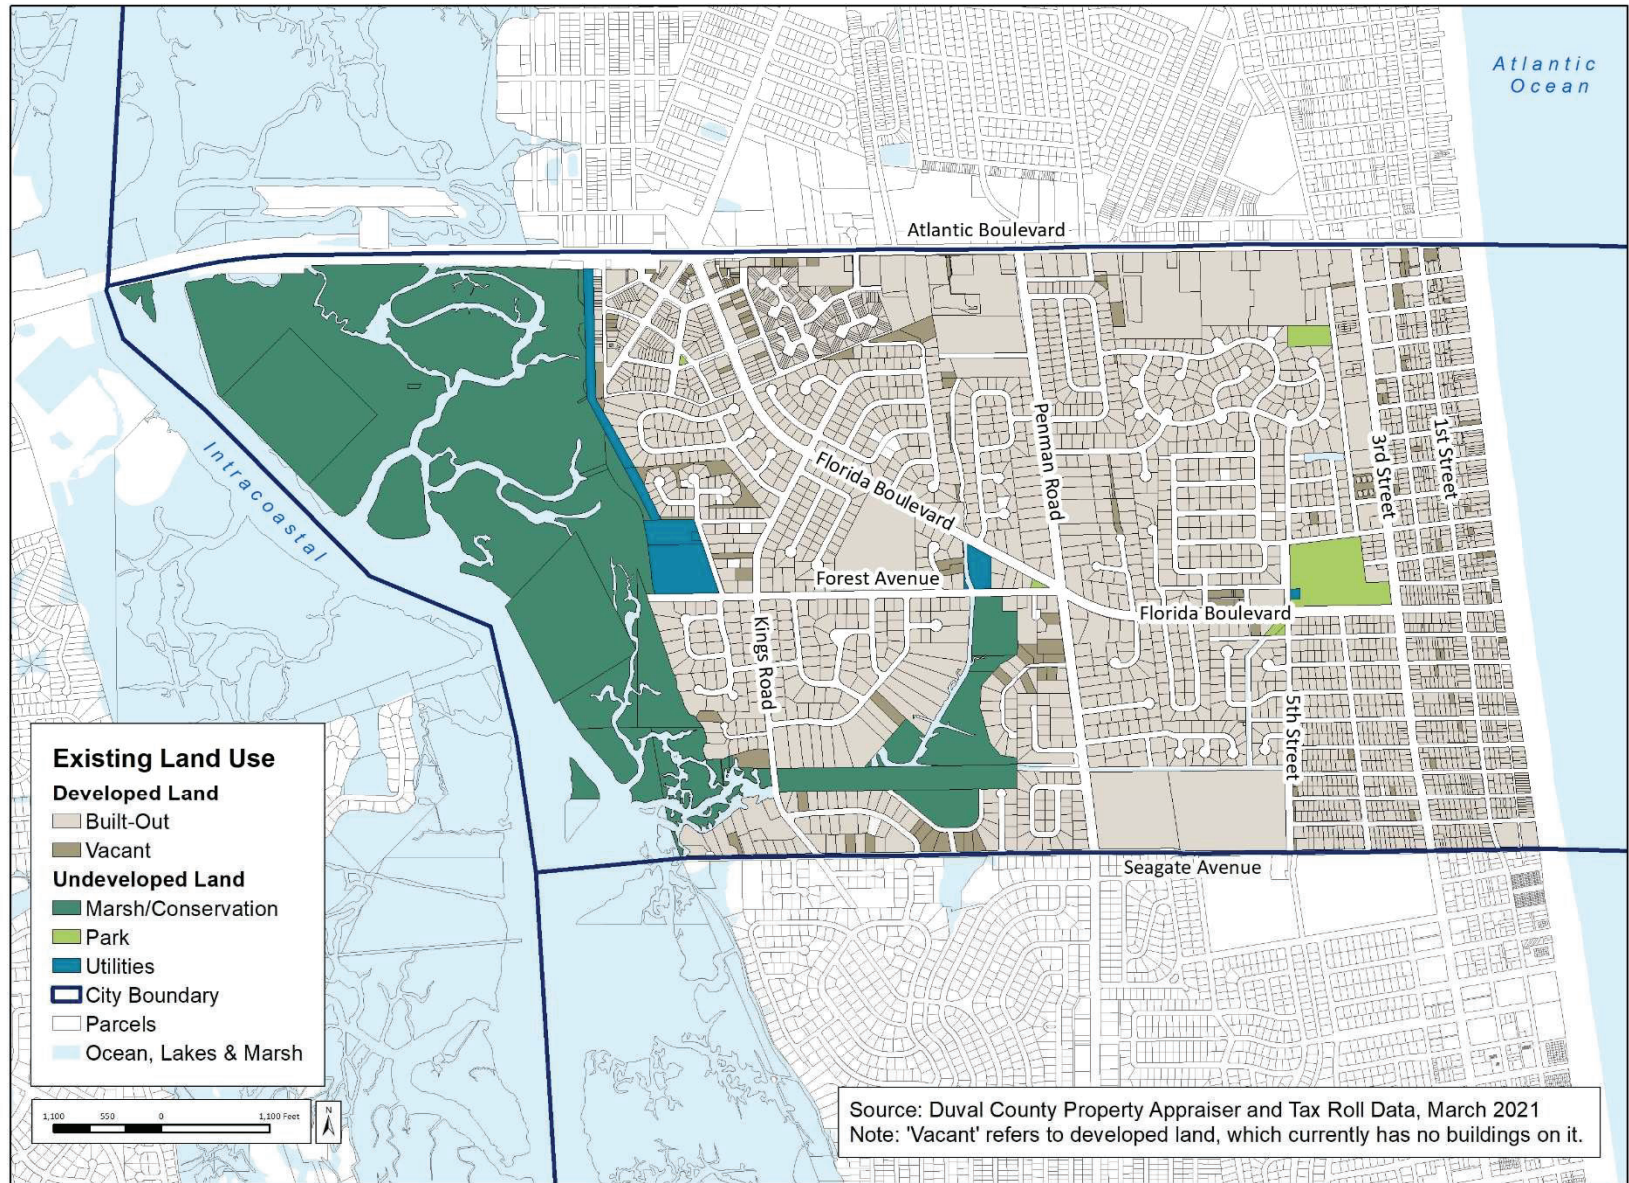 Atlantic
Ocean
Atlantic Boulevard
Intracoastal
Penman Road
Florida Boulevard
3rd Street
1st Street
Forest Avenue
Florida Boulevard
Kings Road
5th Street
Seagate Avenue
Existing Land Use
Developed Land
Built-Out
Vacant
Undeveloped Land
Marsh/Conservation
Park
Utilities
City Boundary
Parcels
Ocean, Lakes & Marsh
1,100 550 0 1,100 Feet
N
Source: Duval County Property Appraiser and Tax Roll Data, March 2021
Note: 'Vacant' refers to developed land, which currently has no buildings on it.